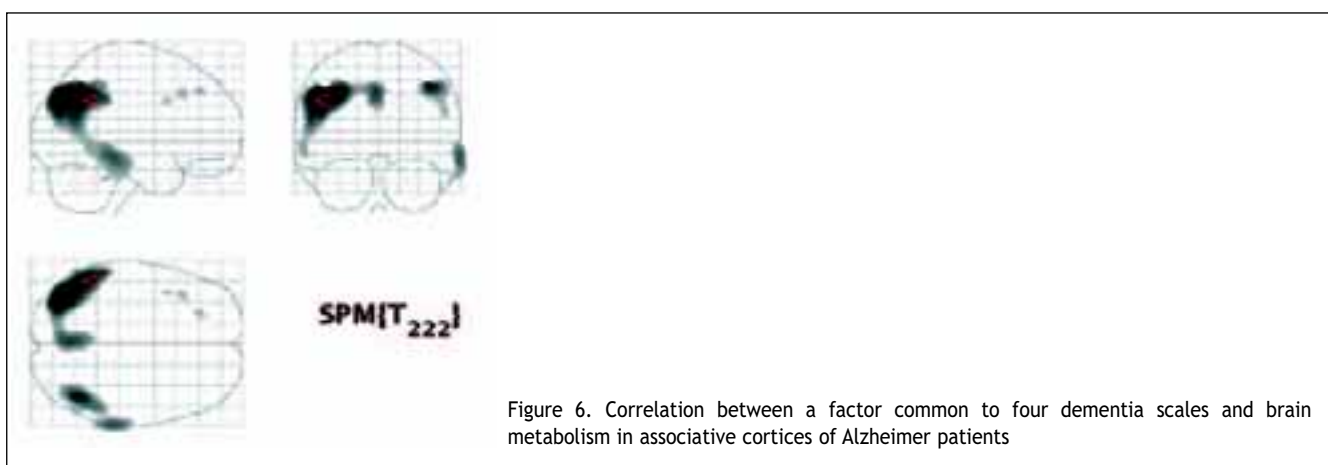 SPM{T222}
Figure 6. Correlation between a factor common to four dementia scales and brain
metabolism in associative cortices of Alzheimer patients